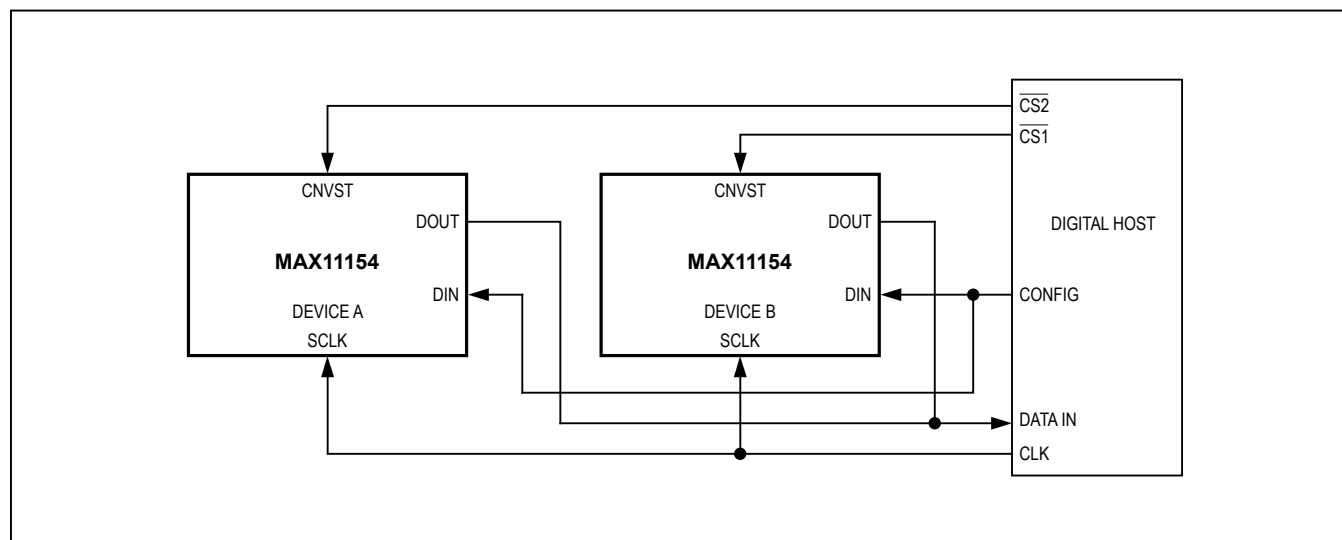 CS2
CS1
CNVST
CNVST
DOUT
DOUT
DIGITAL HOST
MAX11154
MAX11154
DIN
DIN
CONFIG
DEVICE A
DEVICE B
SCLK
SCLK
DATA IN
CLK